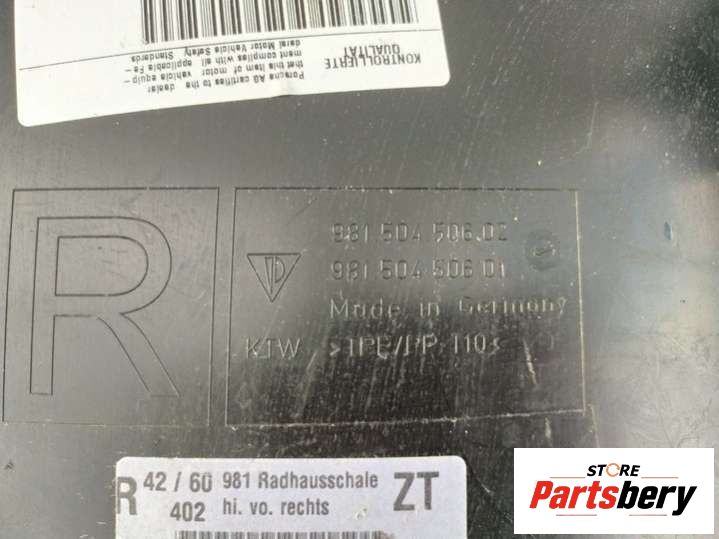 KONTROLLIERTE
QUALITÄT
Porsche AG certifies to the dealer
that this item of motor vehicle equip-
ment complies with all applicable Fe-
deral Motor Vehicle Safety Standards
R
981.504.506.02
981.504.506.01
Made in Germany
KTW
R
42 / 60
402
981 Radhausschale
hi. vo. rechts
ZT
STORE
Partsbery